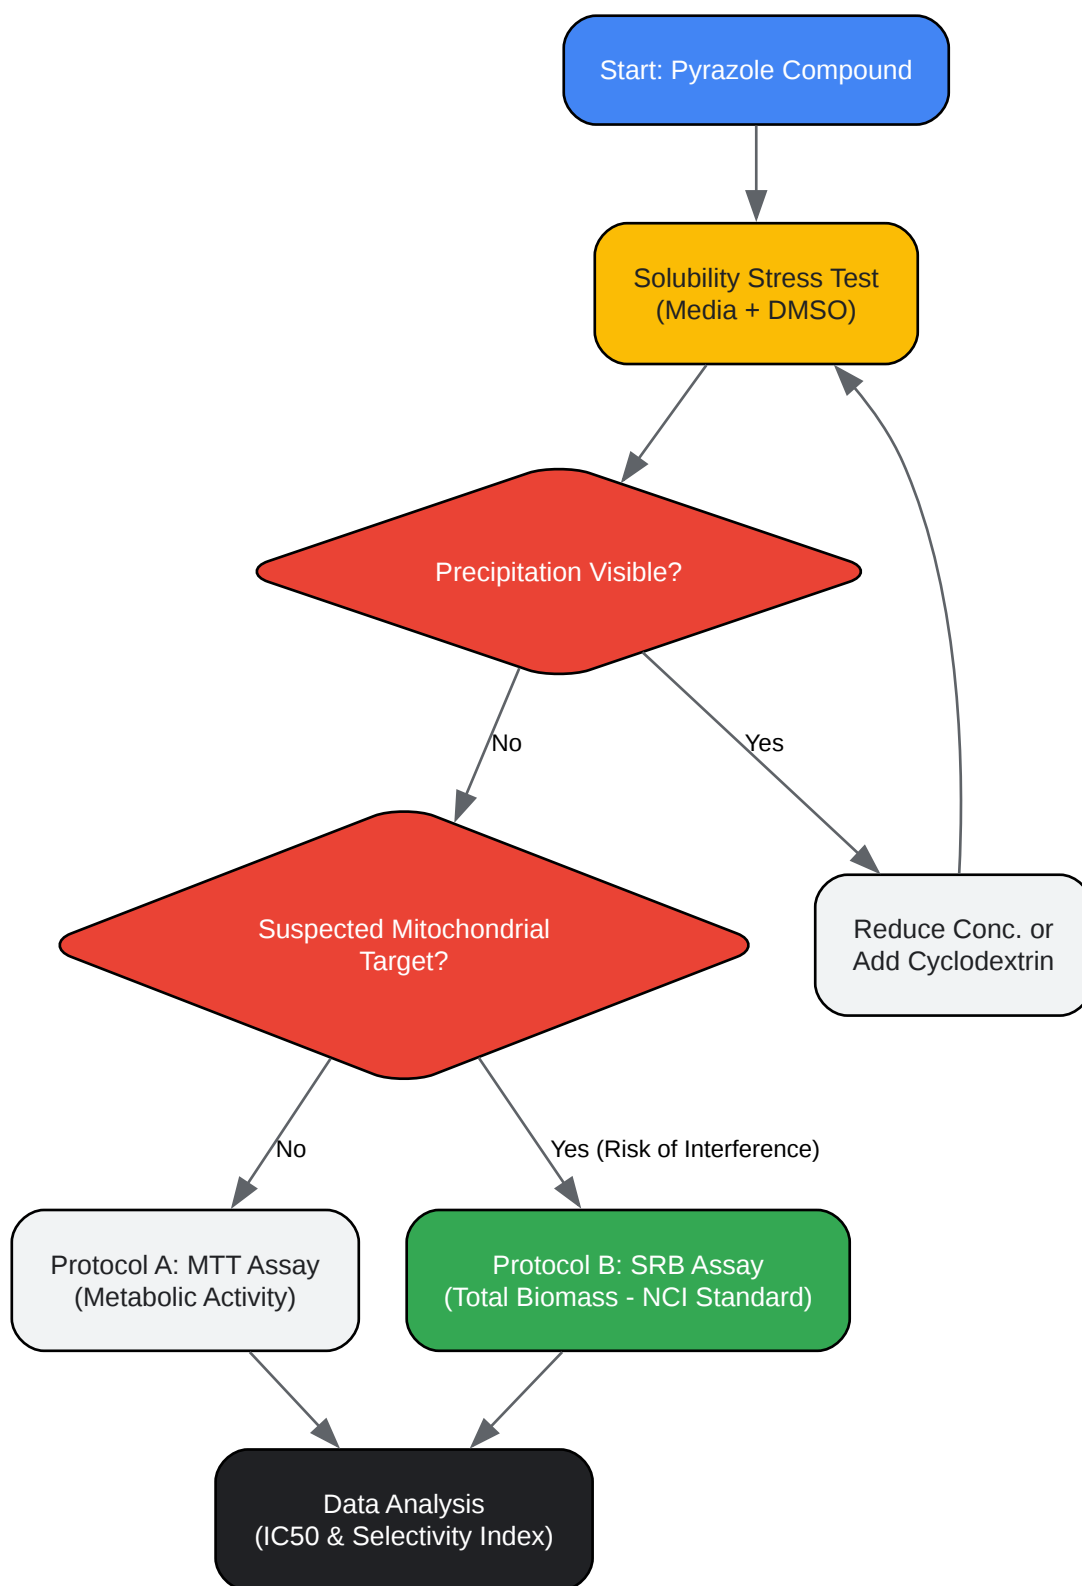 Start: Pyrazole Compound
Solubility Stress Test
(Media + DMSO)
Precipitation Visible?
No
Yes
Suspected Mitochondrial
Target?
Reduce Conc. or
Add Cyclodextrin
No
Yes (Risk of Interference)
Protocol A: MTT Assay
(Metabolic Activity)
Protocol B: SRB Assay
(Total Biomass - NCI Standard)
Data Analysis
(IC50 & Selectivity Index)